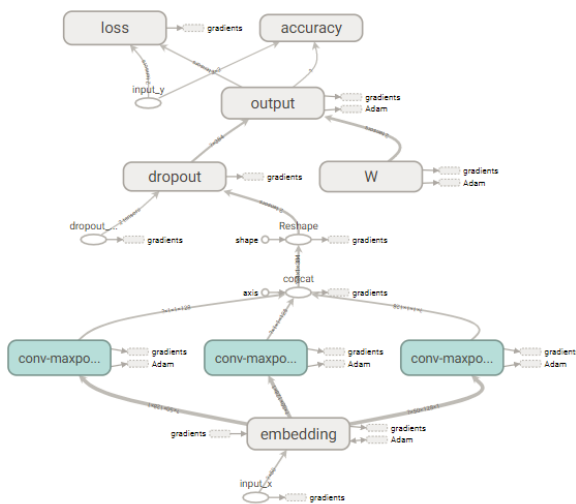 loss
gradients
accuracy
input_y
output
gradients
Adam
dropout
gradients
W
gradients
Adam
dropout_...
gradients
shape
Reshape
gradients
concat
axis
gradients
conv-maxpo...
gradients
Adam
conv-maxpo...
gradients
Adam
conv-maxpo...
gradients
Adam
gradients
embedding
gradients
Adam
input_x
gradients